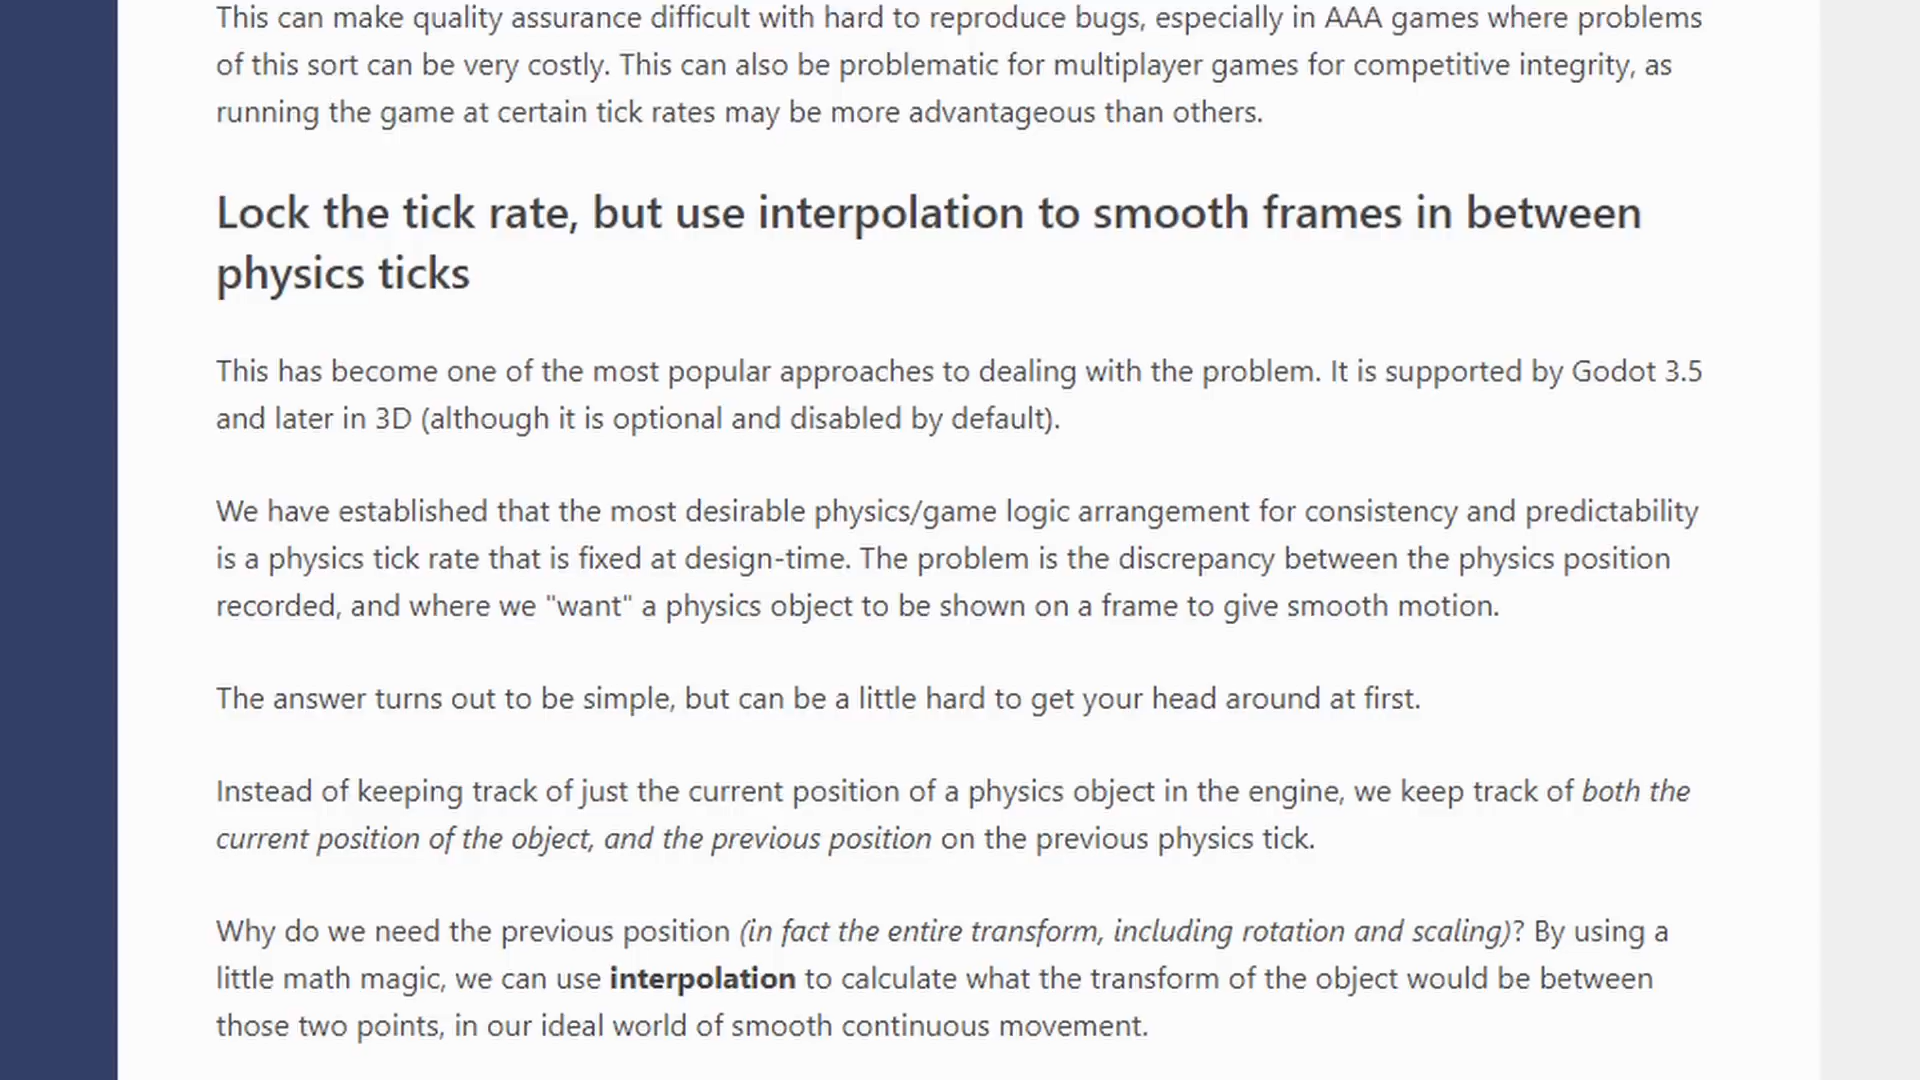 This can make quality assurance difficult with hard to reproduce bugs, especially in AAA games where problems
of this sort can be very costly. This can also be problematic for multiplayer games for competitive integrity, as
running the game at certain tick rates may be more advantageous than others.
Lock the tick rate, but use interpolation to smooth frames in between
physics ticks
This has become one of the most popular approaches to dealing with the problem. It is supported by Godot 3.5
and later in 3D (although it is optional and disabled by default).
We have established that the most desirable physics/game logic arrangement for consistency and predictability
is a physics tick rate that is fixed at design-time. The problem is the discrepancy between the physics position
recorded, and where we "want" a physics object to be shown on a frame to give smooth motion.
The answer turns out to be simple, but can be a little hard to get your head around at first.
Instead of keeping track of just the current position of a physics object in the engine, we keep track of both the
current position of the object, and the previous position on the previous physics tick.
Why do we need the previous position (in fact the entire transform, including rotation and scaling)? By using a
little math magic, we can use interpolation to calculate what the transform of the object would be between
those two points, in our ideal world of smooth continuous movement.